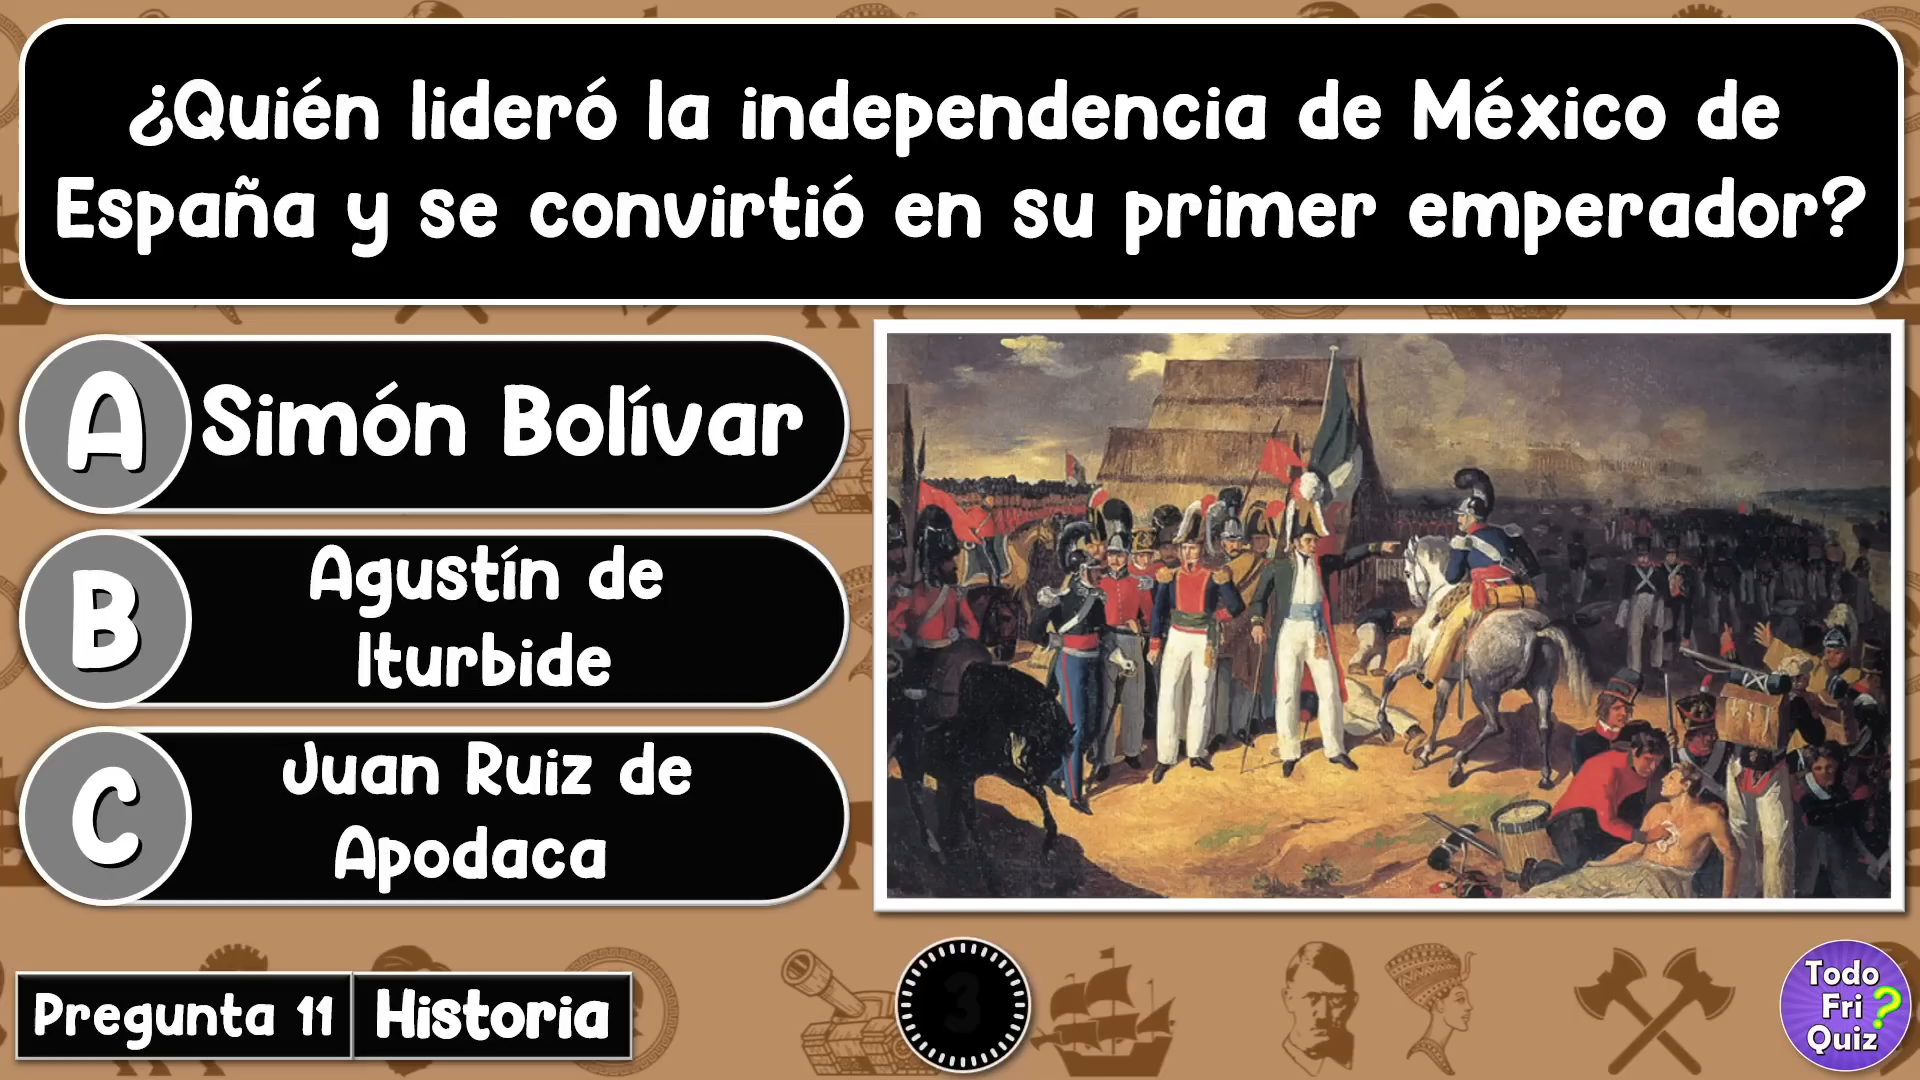 ¿Quién lideró la independencia de México de
España y se convirtió en su primer emperador?
A
Simón Bolívar
B
Agustín de
Iturbide
C
Juan Ruiz de
Apodaca
Pregunta 11
Historia
3
Todo
Fri
Quiz
?